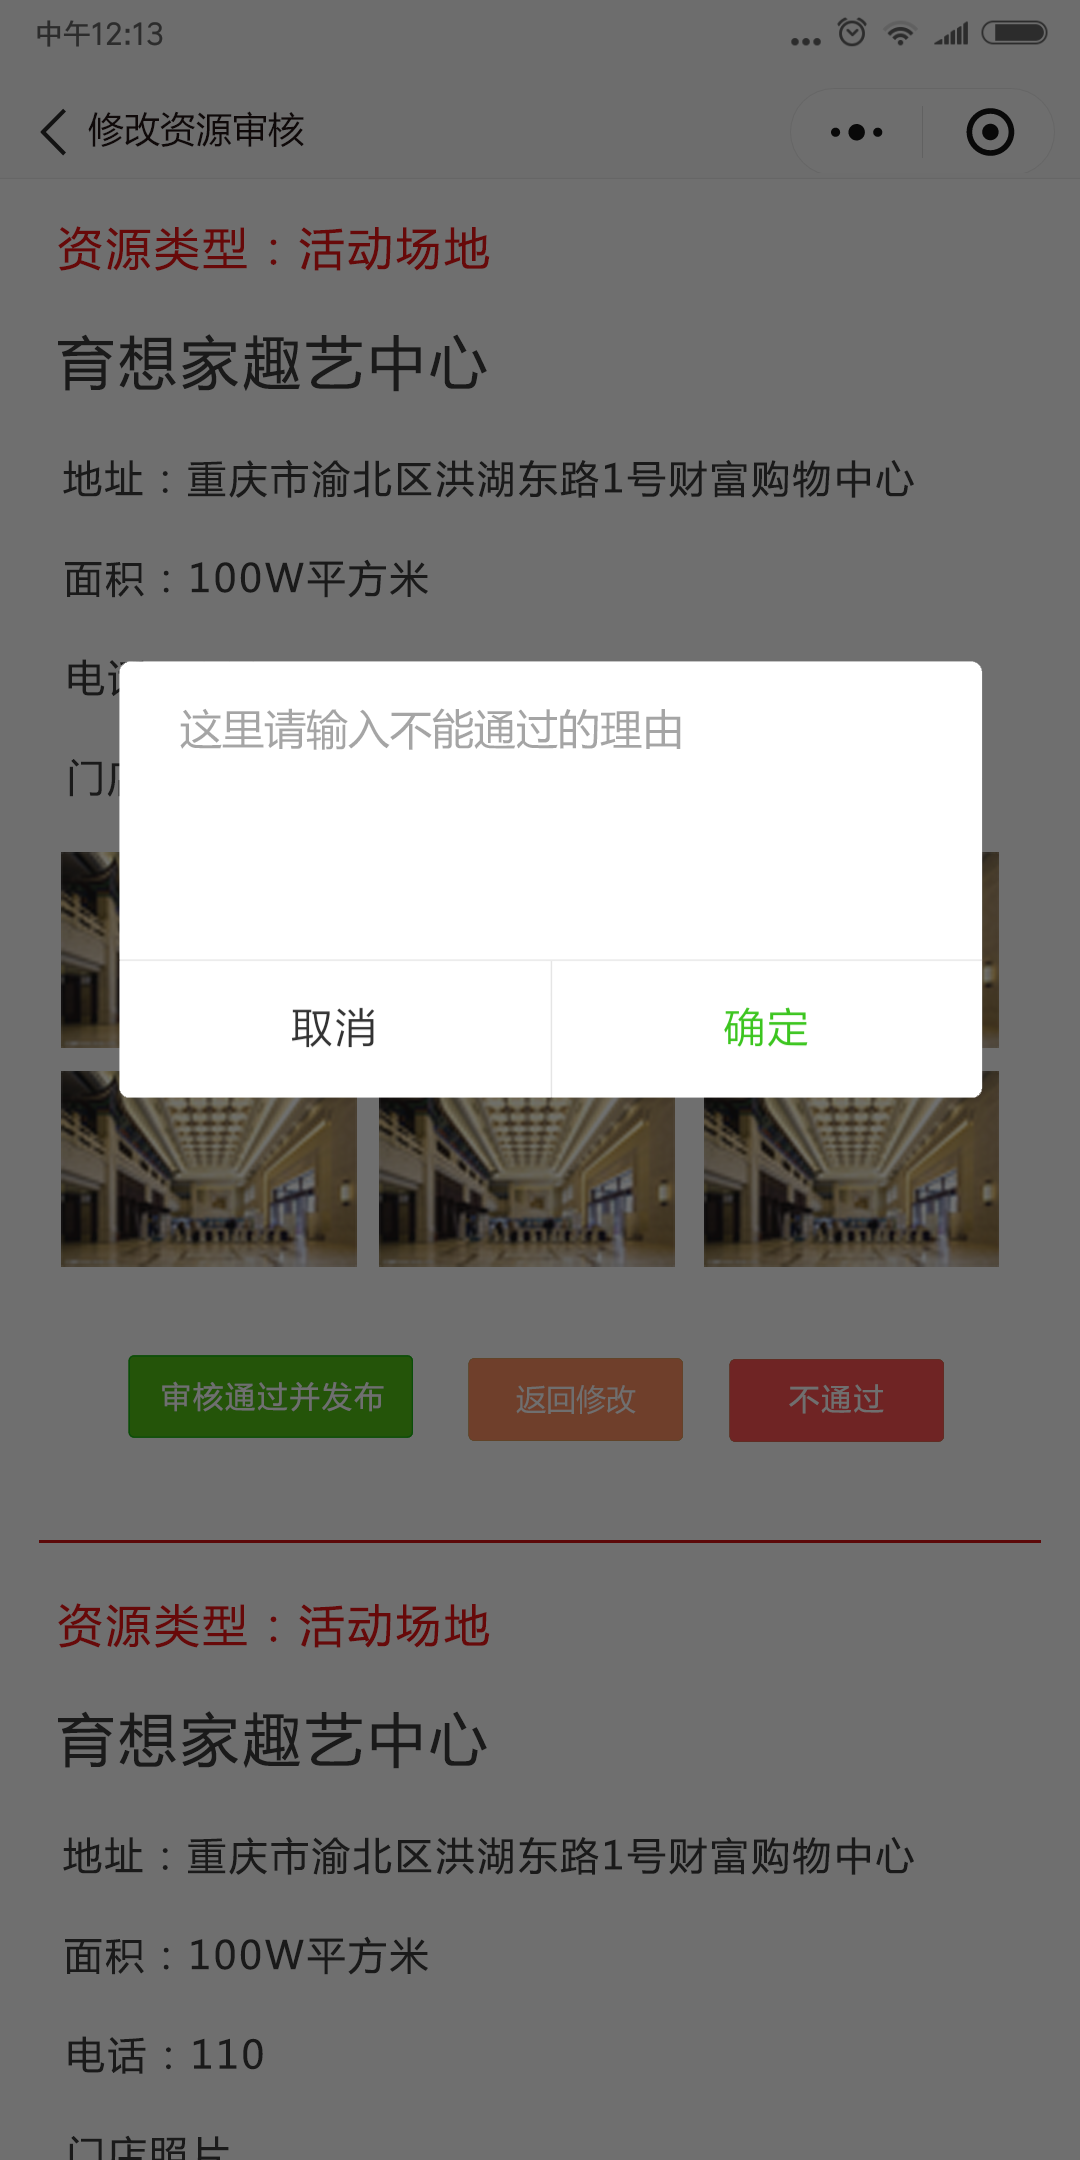 中午12:13
修改资源审核
资源类型：活动场地
育想家趣艺中心
地址：重庆市渝北区洪湖东路1号财富购物中心
面积：100W平方米
电
门
这里请输入不能通过的理由
取消
确定
审核通过并发布
返回修改
不通过
资源类型：活动场地
育想家趣艺中心
地址：重庆市渝北区洪湖东路1号财富购物中心
面积：100W平方米
电话：110
门店照片